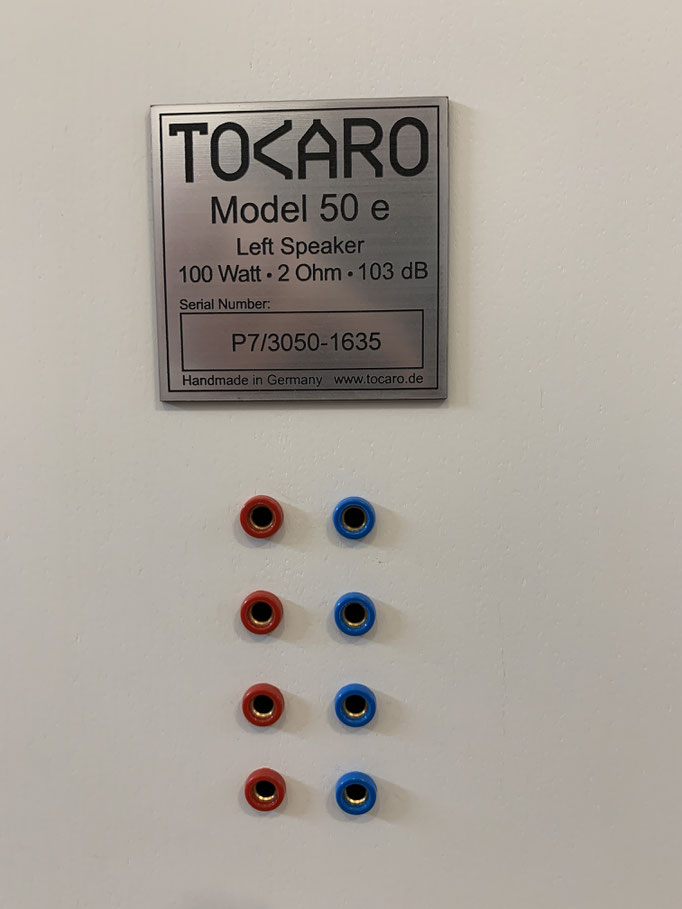 TOCARO
Model 50 e
Left Speaker
100 Watt • 2 Ohm • 103 dB
Serial Number:
P7/3050-1635
Handmade in Germany www.tocaro.de